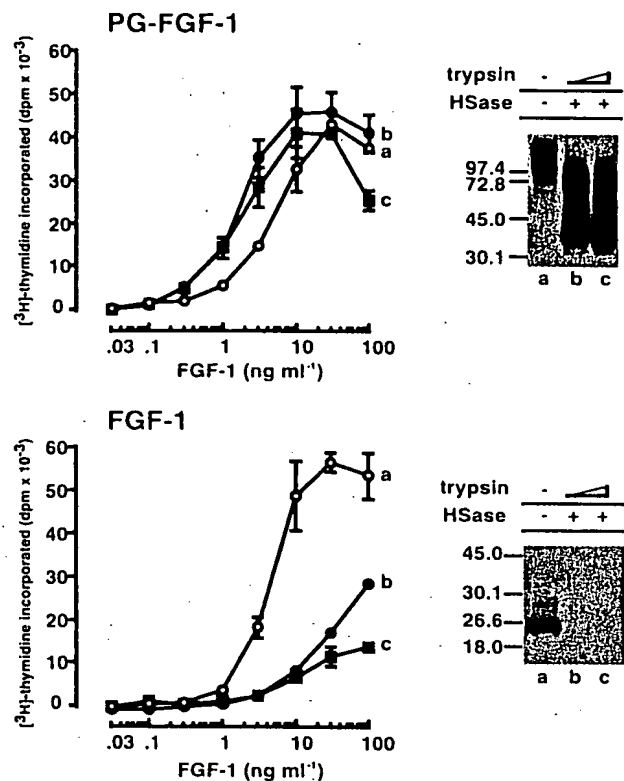 PG-FGF-1
[³H]-thymidine incorporated (dpm x 10⁻³)
60
50
40
30
20
10
0
b
a
c
.03 .1 1 10 100
FGF-1 (ng ml⁻¹)
trypsin -
HSase - + +
97.4
72.8
45.0
30.1
a b c
FGF-1
[³H]-thymidine incorporated (dpm x 10⁻³)
60
50
40
30
20
10
0
a
b
c
.03 .1 1 10 100
FGF-1 (ng ml⁻¹)
trypsin -
HSase - + +
45.0
30.1
26.6
18.0
a b c